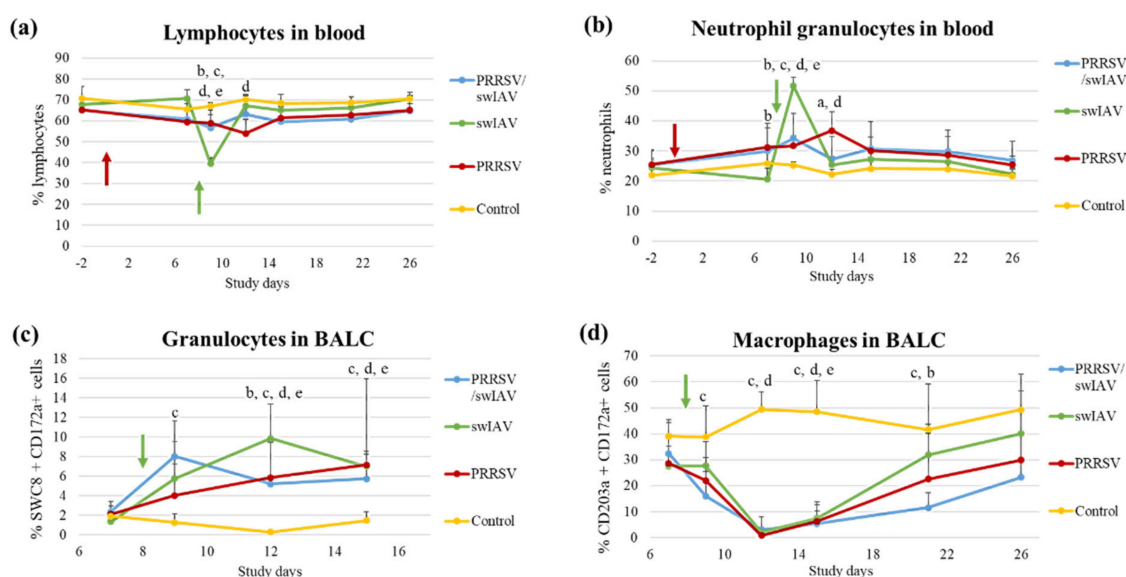 (a)
Lymphocytes in blood
% lymphocytes
90
80
70
60
50
40
30
20
10
0
b, c,
d, e
d
-2
6
10
14
18
22
26
Study days
PRRSV/
swIAV
swIAV
PRRSV
Control
(b)
Neutrophil granulocytes in blood
% neutrophils
60
50
40
30
20
10
0
b, c, d, e
b
a, d
-2
2
6
10
14
18
22
26
Study days
PRRSV
/swIAV
swIAV
PRRSV
Control
(c)
Granulocytes in BALC
% SWC8 + CD172a+ cells
18
16
14
12
10
8
6
4
2
0
c
b, c, d, e
c, d, e
6
8
10
12
14
16
Study days
PRRSV
/swIAV
swIAV
PRRSV
Control
(d)
Macrophages in BALC
% CD203a + CD172a+ cells
70
60
50
40
30
20
10
0
c
c, d
c, d, e
c, b
6
10
14
18
22
26
Study days
PRRSV/
swIAV
swIAV
PRRSV
Control